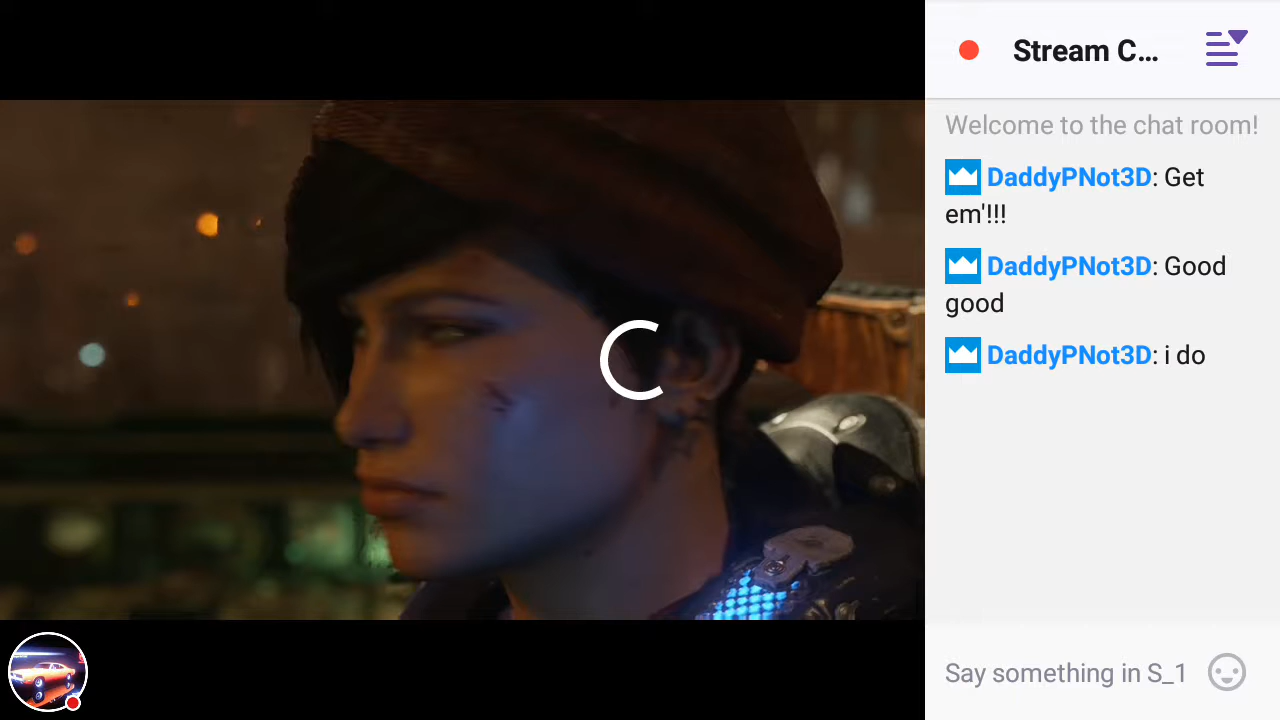 Stream C...
Welcome to the chat room!
DaddyPNot3D: Get
em'!!!
DaddyPNot3D: Good
good
DaddyPNot3D: i do
Say something in S_1